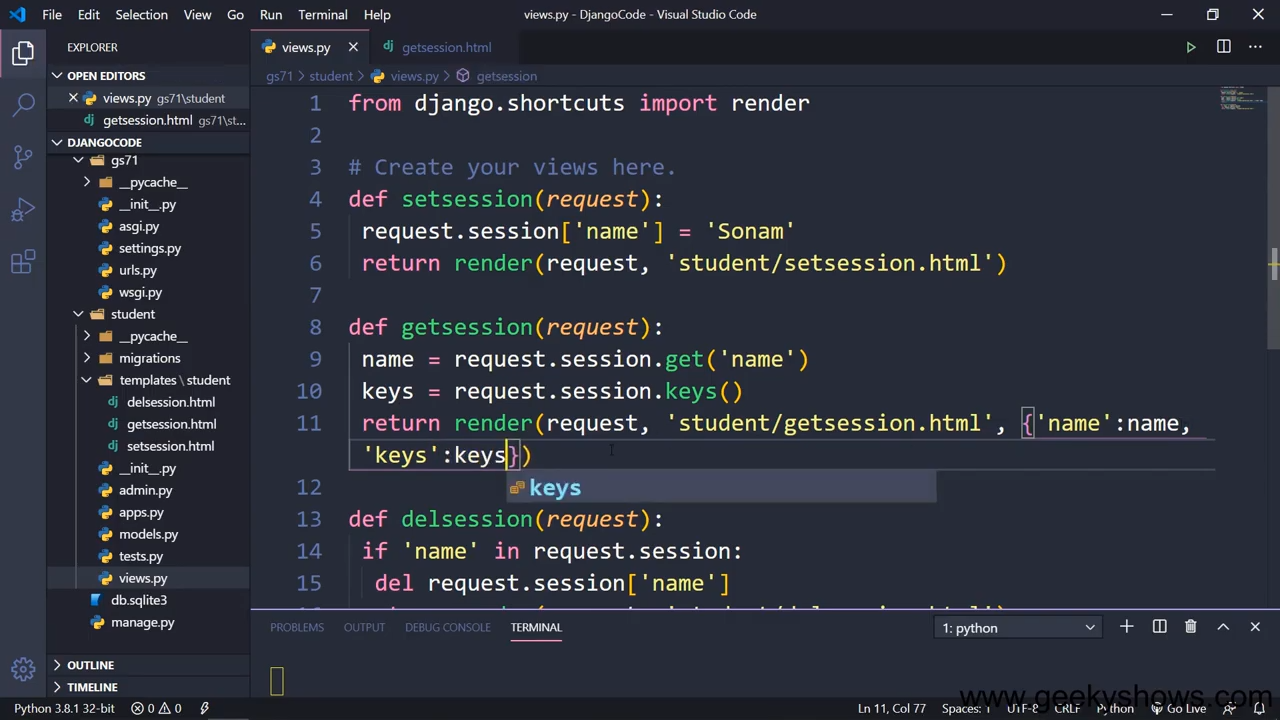 File Edit Selection View Go Run Terminal Help views.py - DjangoCode - Visual Studio Code
EXPLORER
OPEN EDITORS
views.py gs71\student
getsession.html gs71\st...
DJANGOCODE
gs71
__pycache__
__init__.py
asgi.py
settings.py
urls.py
wsgi.py
student
__pycache__
migrations
templates \ student
delsession.html
getsession.html
setsession.html
__init__.py
admin.py
apps.py
models.py
tests.py
views.py
db.sqlite3
manage.py
OUTLINE
TIMELINE
views.py getsession.html
gs71 > student > views.py > getsession
1 from django.shortcuts import render
2
3 # Create your views here.
4 def setsession(request):
5 request.session['name'] = 'Sonam'
6 return render(request, 'student/setsession.html')
7
8 def getsession(request):
9 name = request.session.get('name')
10 keys = request.session.keys()
11 return render(request, 'student/getsession.html', {'name':name,
'keys':keys})
keys
12
13 def delsession(request):
14 if 'name' in request.session:
15 del request.session['name']
PROBLEMS OUTPUT DEBUG CONSOLE TERMINAL 1: python
www.geekyshows.com
Python 3.8.1 32-bit 0 0 Ln 11, Col 77 Spaces: 1 UTF-8 CRLF Python Go Live